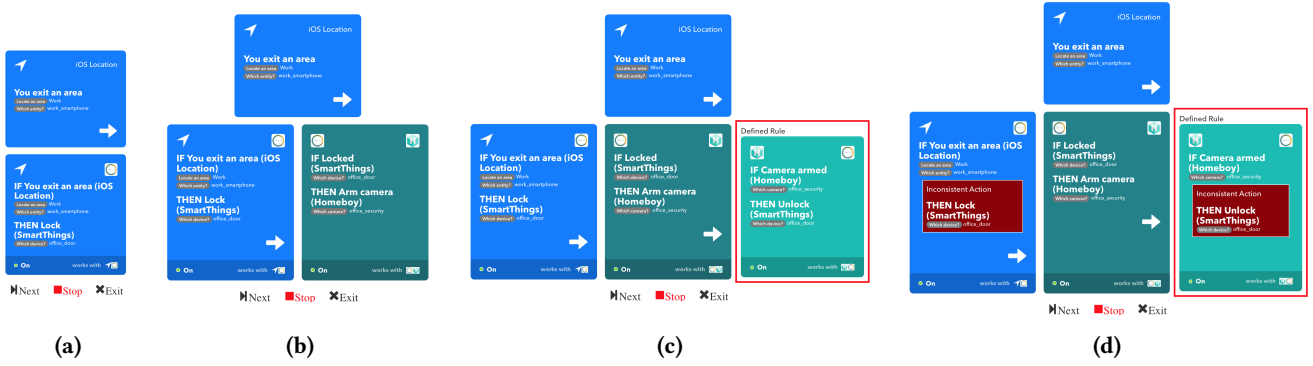 iOS Location
You exit an area
Locate an area Work
Which entity? work_smartphone
IF You exit an area (iOS
Location)
Locate an area Work
Which entity? work_smartphone
THEN Lock
(SmartThings)
Which device? office_door
On works with
Next Stop Exit
(a)
iOS Location
You exit an area
Locate an area Work
Which entity? work_smartphone
IF You exit an area (iOS
Location)
Locate an area Work
Which entity? work_smartphone
THEN Lock
(SmartThings)
Which device? office_door
On works with
IF Locked
(SmartThings)
Which device? office_door
THEN Arm camera
(Homeboy)
Which camera? office_security
On works with
Next Stop Exit
(b)
iOS Location
You exit an area
Locate an area Work
Which entity? work_smartphone
IF You exit an area (iOS
Location)
Locate an area Work
Which entity? work_smartphone
THEN Lock
(SmartThings)
Which device? office_door
On works with
IF Locked
(SmartThings)
Which device? office_door
THEN Arm camera
(Homeboy)
Which camera? office_security
On works with
Defined Rule
IF Camera armed
(Homeboy)
Which camera? office_security
THEN Unlock
(SmartThings)
Which device? office_door
On works with
Next Stop Exit
(c)
iOS Location
You exit an area
Locate an area Work
Which entity? work_smartphone
IF You exit an area (iOS
Location)
Locate an area Work
Which entity? work_smartphone
Inconsistent Action
THEN Lock
(SmartThings)
Which device? office_door
On works with
IF Locked
(SmartThings)
Which device? office_door
THEN Arm camera
(Homeboy)
Which camera? office_security
On works with
Defined Rule
IF Camera armed
(Homeboy)
Which camera? office_security
Inconsistent Action
THEN Unlock
(SmartThings)
Which device? office_door
On works with
Next Stop Exit
(d)